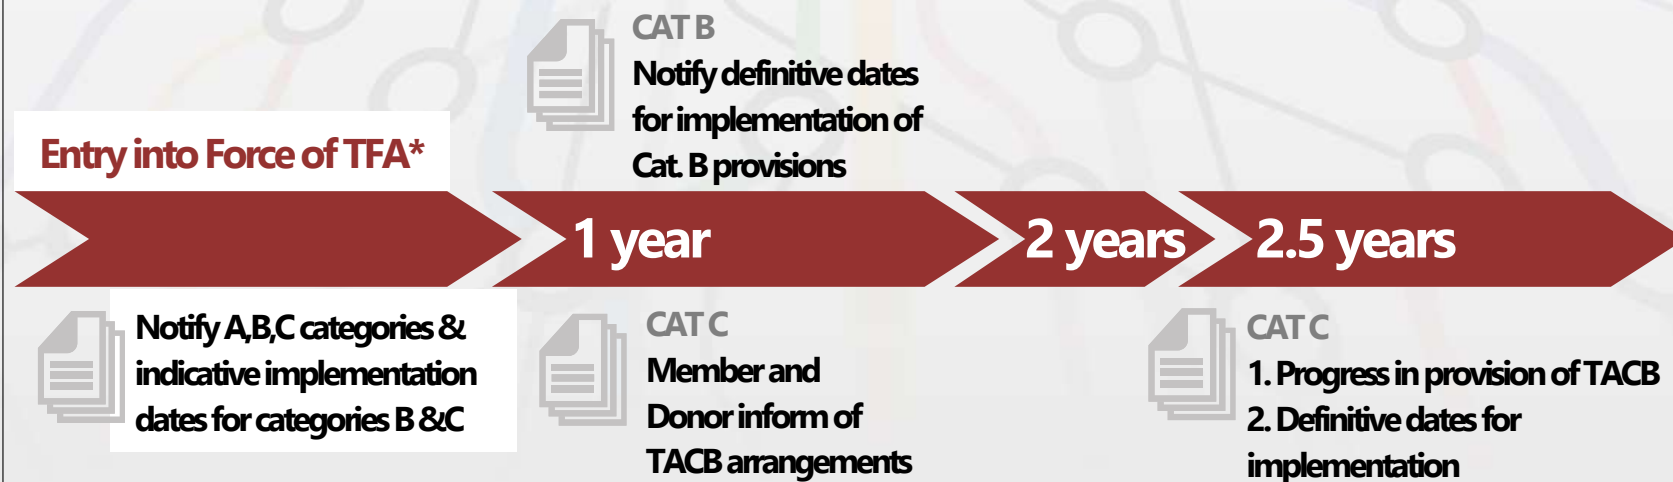 CAT B
Notify definitive dates
for implementation of
Cat. B provisions
Entry into Force of TFA*
1 year
2 years
2.5 years
Notify A,B,C categories &
indicative implementation
dates for categories B &C
CAT C
Member and
Donor inform of
TACB arrangements
CAT C
1. Progress in provision of TACB
2. Definitive dates for
implementation